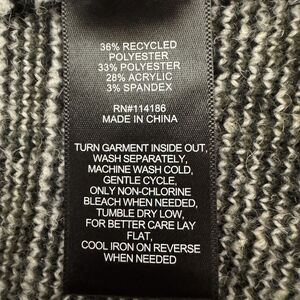 36% RECYCLED
POLYESTER
33% POLYESTER
28% ACRYLIC
3% SPANDEX
RN#114186
MADE IN CHINA
TURN GARMENT INSIDE OUT,
WASH SEPARATELY,
MACHINE WASH COLD,
GENTLE CYCLE,
ONLY NON-CHLORINE
BLEACH WHEN NEEDED,
TUMBLE DRY LOW,
FOR BETTER CARE LAY
FLAT,
COOL IRON ON REVERSE
WHEN NEEDED